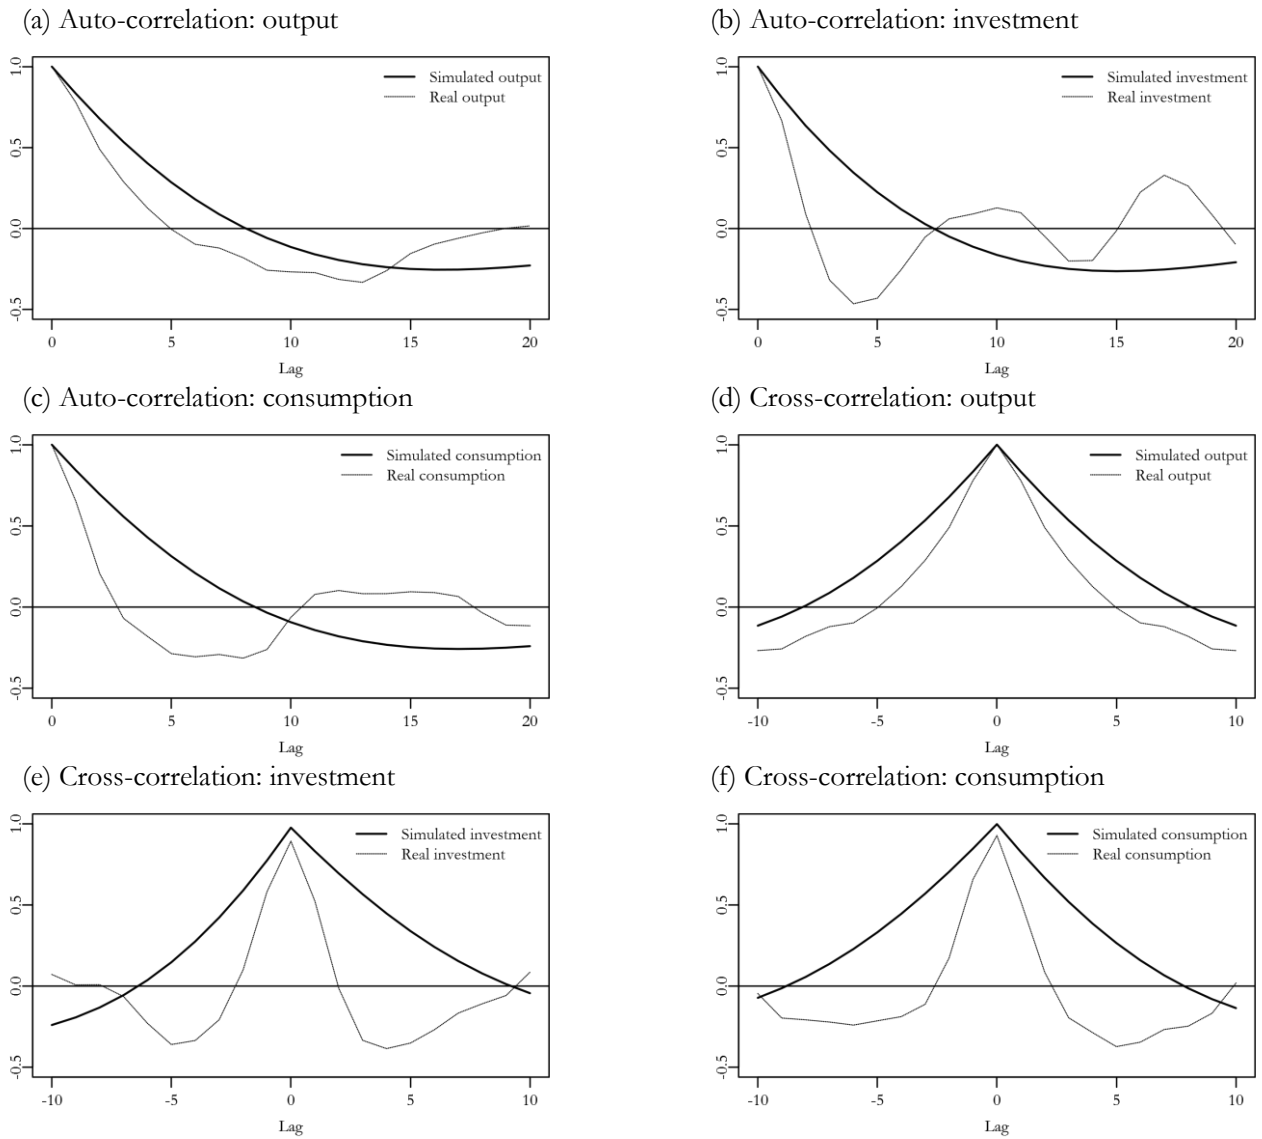 (a) Auto-correlation: output
(b) Auto-correlation: investment
1.0
0.5
0.0
-0.5
Simulated output
Real output
0 5 10 15 20
Lag
1.0
0.5
0.0
-0.5
Simulated investment
Real investment
0 5 10 15 20
Lag
(c) Auto-correlation: consumption
(d) Cross-correlation: output
1.0
0.5
0.0
-0.5
Simulated consumption
Real consumption
0 5 10 15 20
Lag
1.0
0.5
0.0
-0.5
Simulated output
Real output
-10 -5 0 5 10
Lag
(e) Cross-correlation: investment
(f) Cross-correlation: consumption
1.0
0.5
0.0
-0.5
Simulated investment
Real investment
-10 -5 0 5 10
Lag
1.0
0.5
0.0
-0.5
Simulated consumption
Real consumption
-10 -5 0 5 10
Lag